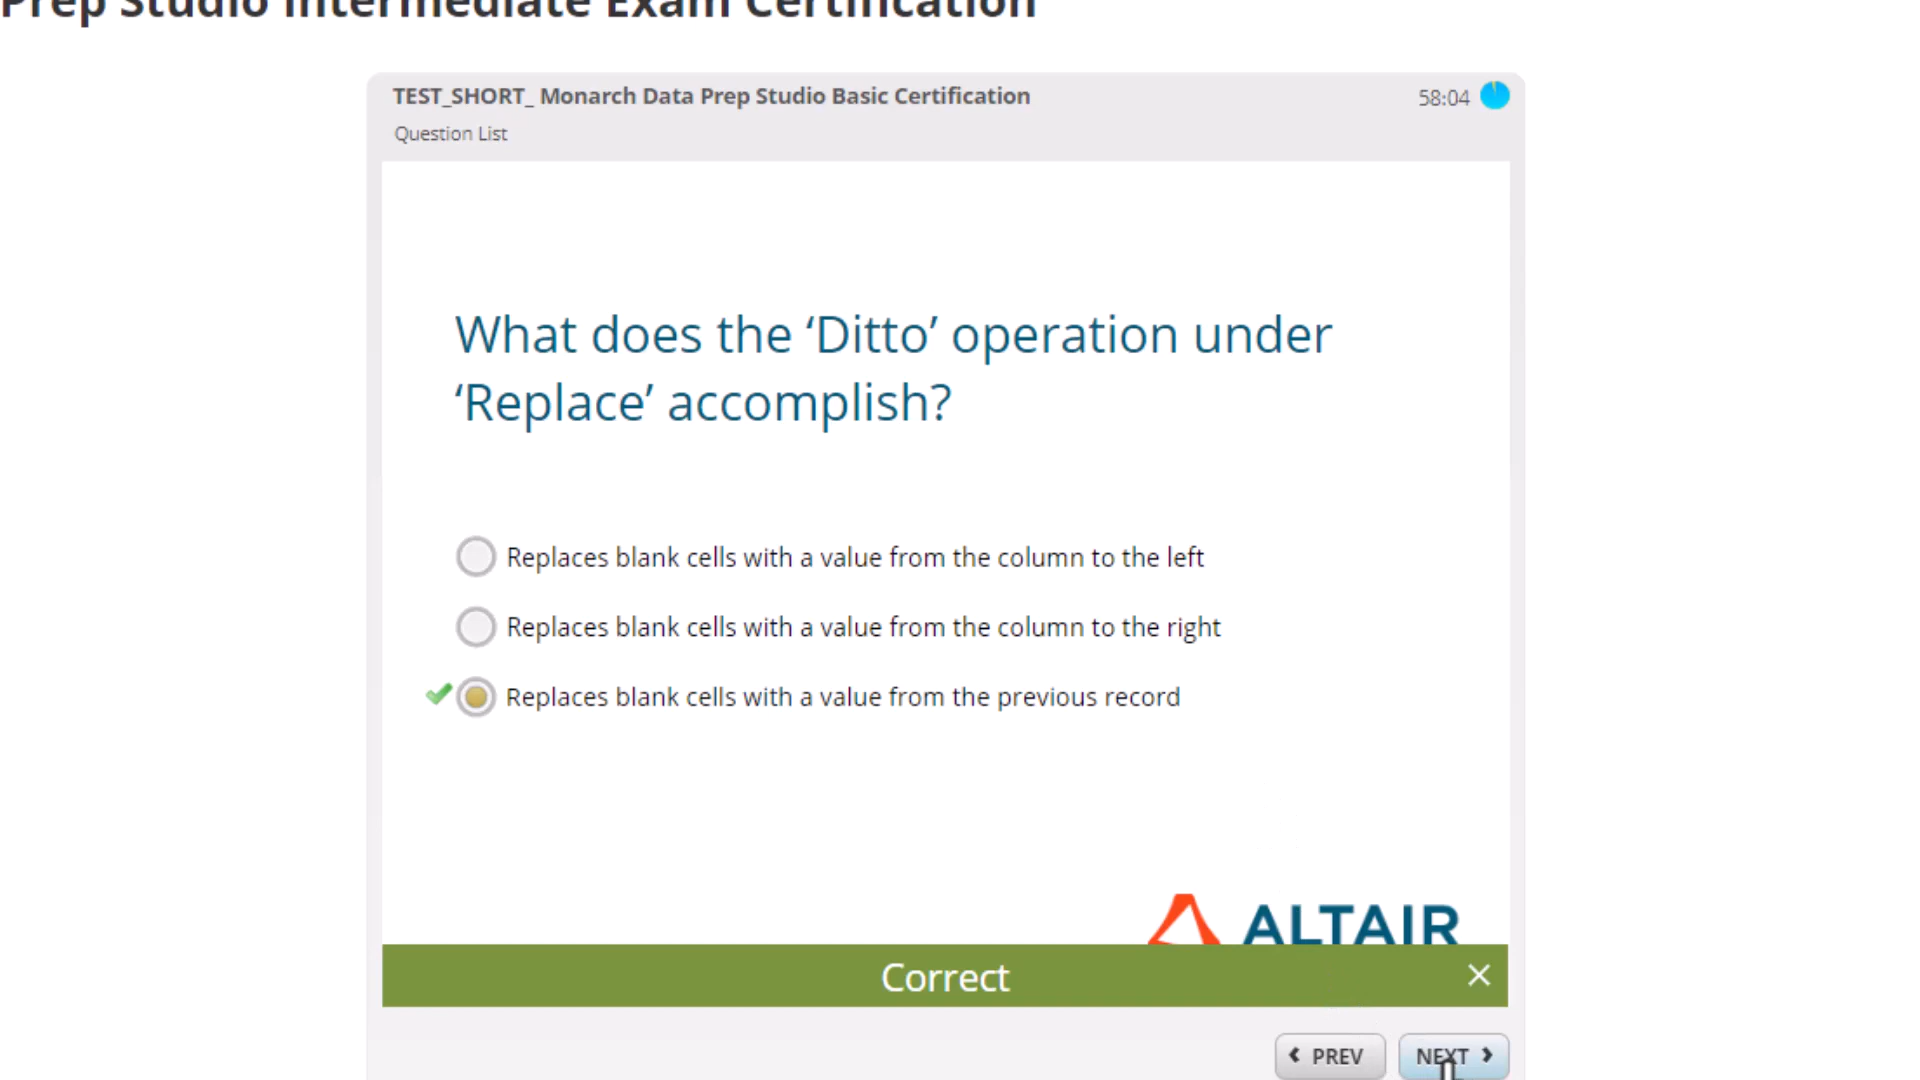 Prep Studio Intermediate Exam Certification
TEST_SHORT_ Monarch Data Prep Studio Basic Certification
58:04
Question List
What does the ‘Ditto’ operation under
‘Replace’ accomplish?
Replaces blank cells with a value from the column to the left
Replaces blank cells with a value from the column to the right
Replaces blank cells with a value from the previous record
ALTAIR
Correct
PREV
NEXT